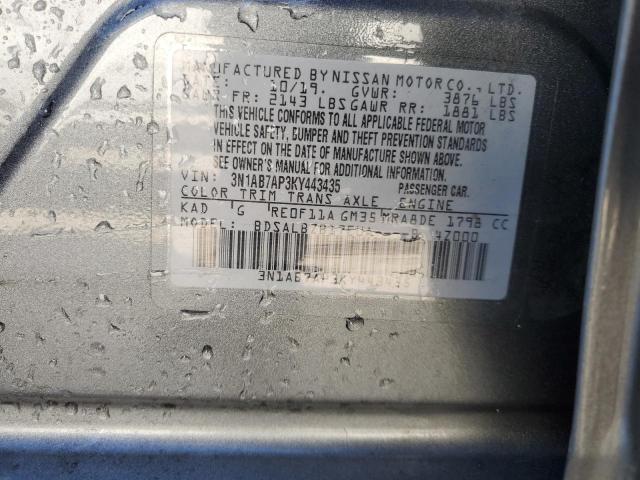 MANUFACTURED BY NISSAN MOTOR CO., LTD.
DATE: 10/19. GVWR: 3876 LBS
GAWR FR: 2143 LBS GAWR RR: 1881 LBS
THIS VEHICLE CONFORMS TO ALL APPLICABLE FEDERAL MOTOR
VEHICLE SAFETY, BUMPER AND THEFT PREVENTION STANDARDS
IN EFFECT ON THE DATE OF MANUFACTURE SHOWN ABOVE.
SEE OWNER'S MANUAL FOR ADDITIONAL INFORMATION.
VIN: 3N1AB7AP3KY443435 PASSENGER CAR.
COLOR TRIM TRANS AXLE ENGINE
KAD G RE0F11A GM35 MRA8DE 1798 CC
MODEL: